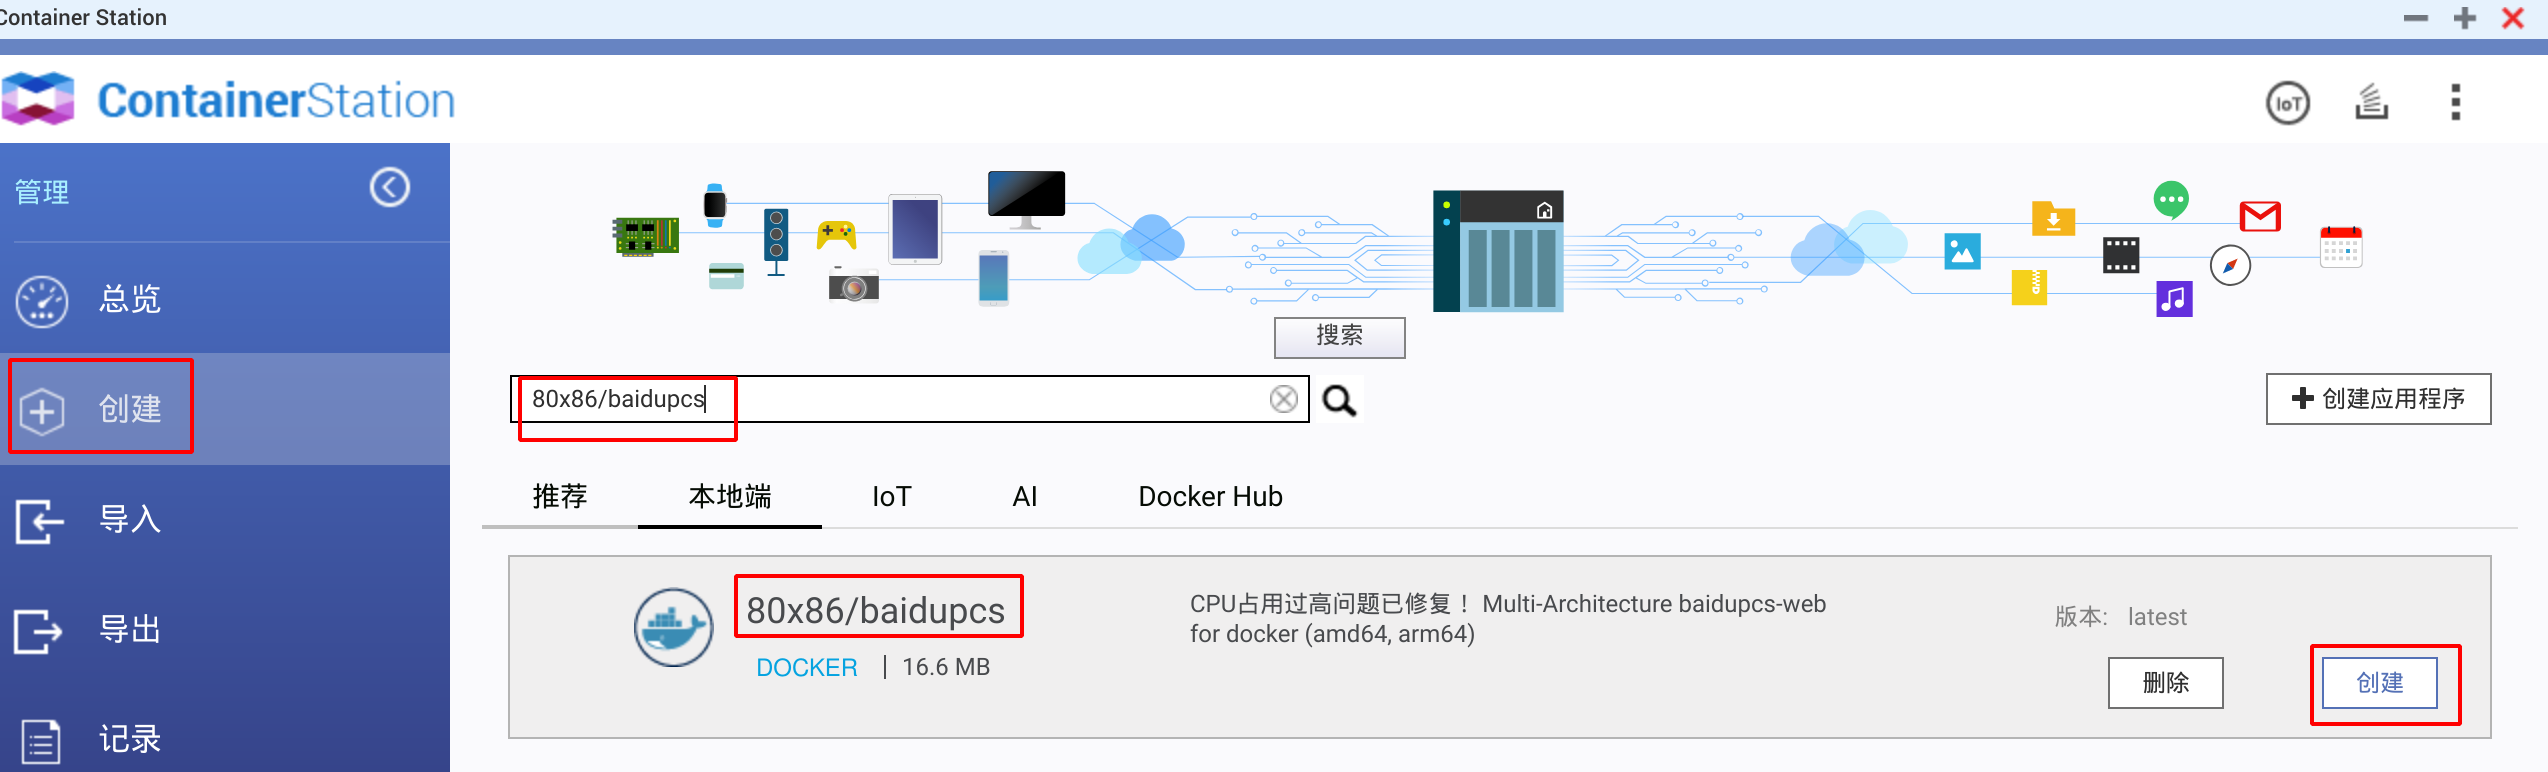 Container Station
ContainerStation
IoT
管理
总览
创建
导入
导出
记录
搜索
80x86/baidupcs
创建应用程序
推荐
本地端
IoT
AI
Docker Hub
80x86/baidupcs
DOCKER | 16.6 MB
CPU占用过高问题已修复！ Multi-Architecture baidupcs-web
for docker (amd64, arm64)
版本: latest
删除
创建